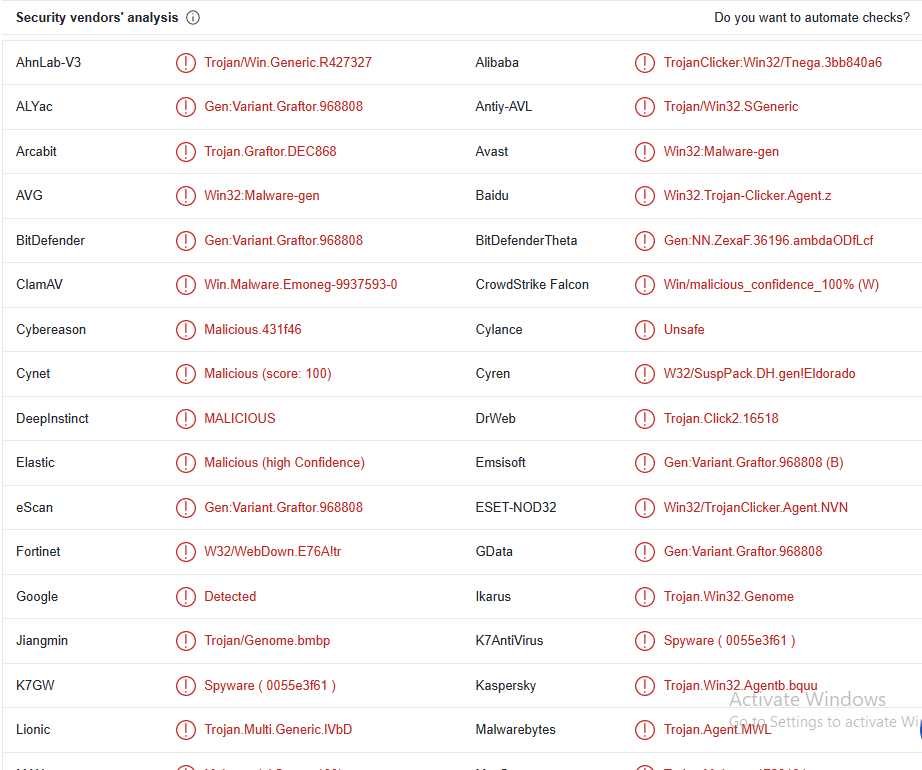 Security vendors' analysis Do you want to automate checks?
AhnLab-V3 Trojan/Win.Generic.R427327 Alibaba TrojanClicker:Win32/Tnega.3bb840a6
ALYac Gen:Variant.Graftor.968808 Antiy-AVL Trojan/Win32.SGeneric
Arcabit Trojan.Graftor.DEC868 Avast Win32:Malware-gen
AVG Win32:Malware-gen Baidu Win32.Trojan-Clicker.Agent.z
BitDefender Gen:Variant.Graftor.968808 BitDefenderTheta Gen:NN.ZexaF.36196.ambdaODfLcf
ClamAV Win.Malware.Emoneg-9937593-0 CrowdStrike Falcon Win/malicious_confidence_100% (W)
Cybereason Malicious.431f46 Cylance Unsafe
Cynet Malicious (score: 100) Cyren W32/SuspPack.DH.gen!Eldorado
DeepInstinct MALICIOUS DrWeb Trojan.Click2.16518
Elastic Malicious (high Confidence) Emsisoft Gen:Variant.Graftor.968808 (B)
eScan Gen:Variant.Graftor.968808 ESET-NOD32 Win32/TrojanClicker.Agent.NVN
Fortinet W32/WebDown.E76A!tr GData Gen:Variant.Graftor.968808
Google Detected Ikarus Trojan.Win32.Genome
Jiangmin Trojan/Genome.bmbp K7AntiVirus Spyware ( 0055e3f61 )
K7GW Spyware ( 0055e3f61 ) Kaspersky Trojan.Win32.Agentb.bquu
Activate Windows
Go to Settings to activate Wi
Lionic Trojan.Multi.Generic.lVbD Malwarebytes Trojan.Agent.MWL